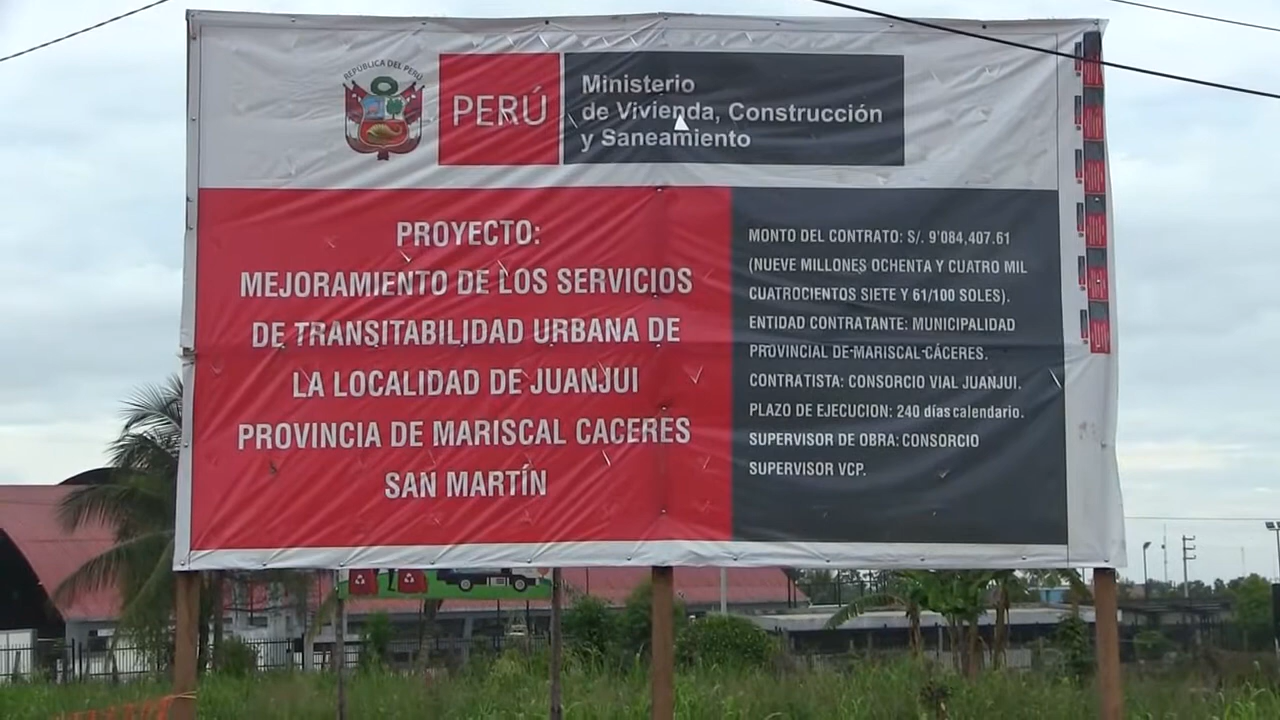 REPÚBLICA DEL PERÚ
PERÚ
Ministerio
de Vivienda, Construcción
y Saneamiento
PROYECTO:
MEJORAMIENTO DE LOS SERVICIOS
DE TRANSITABILIDAD URBANA DE
LA LOCALIDAD DE JUANJUI
PROVINCIA DE MARISCAL CACERES
SAN MARTÍN
MONTO DEL CONTRATO: S/. 9'084,407.61
(NUEVE MILLONES OCHENTA Y CUATRO MIL
CUATROCIENTOS SIETE Y 61/100 SOLES).
ENTIDAD CONTRATANTE: MUNICIPALIDAD
PROVINCIAL DE MARISCAL CÁCERES.
CONTRATISTA: CONSORCIO VIAL JUANJUI.
PLAZO DE EJECUCION: 240 días calendario.
SUPERVISOR DE OBRA: CONSORCIO
SUPERVISOR VCP.